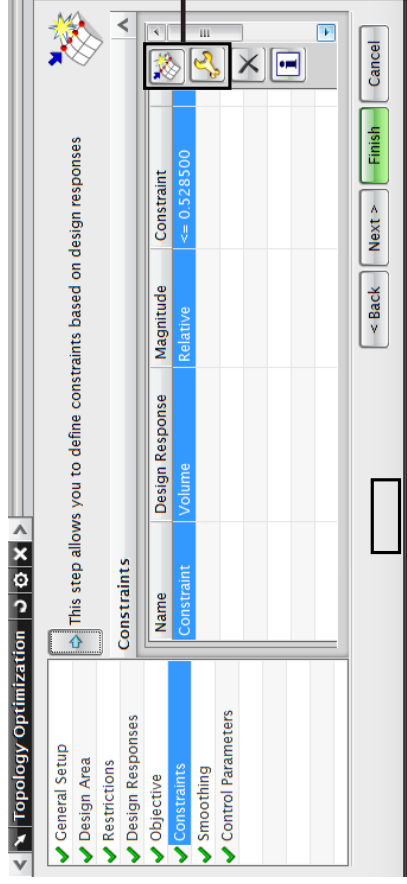 Topology Optimization
General Setup
Design Area
Restrictions
Design Responses
Objective
Constraints
Smoothing
Control Parameters
This step allows you to define constraints based on design responses
Constraints
Name Design Response Magnitude Constraint
Constraint Volume Relative <= 0.528500
< Back Next > Finish Cancel